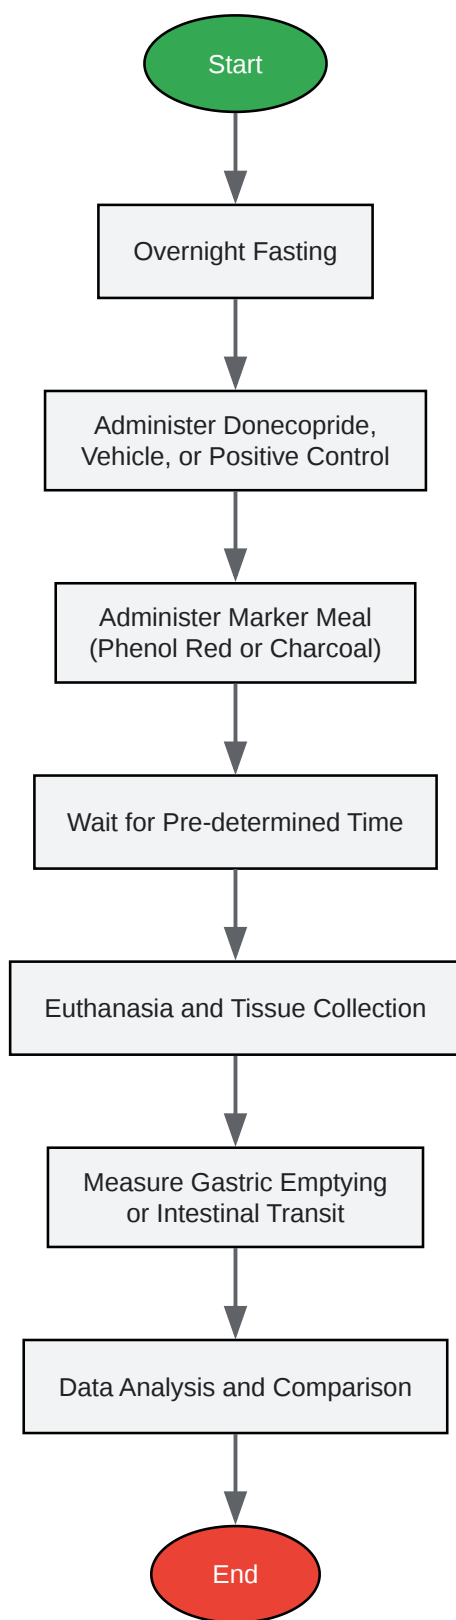 Start
Overnight Fasting
Administer Donecopride,
Vehicle, or Positive Control
Administer Marker Meal
(Phenol Red or Charcoal)
Wait for Pre-determined Time
Euthanasia and Tissue Collection
Measure Gastric Emptying
or Intestinal Transit
Data Analysis and Comparison
End